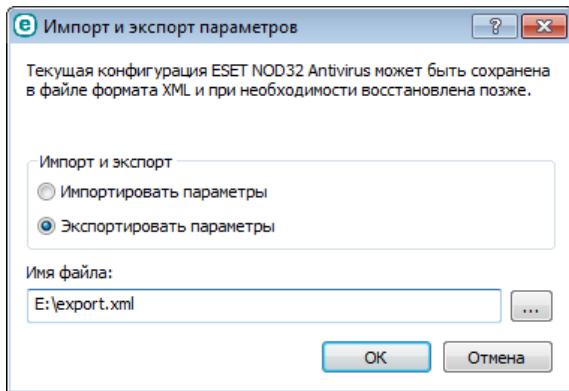 e Импорт и экспорт параметров ?
Текущая конфигурация ESET NOD32 Antivirus может быть сохранена
в файле формата XML и при необходимости восстановлена позже.
Импорт и экспорт
Импортировать параметры
Экспортировать параметры
Имя файла:
E:\export.xml ...
OK Отмена